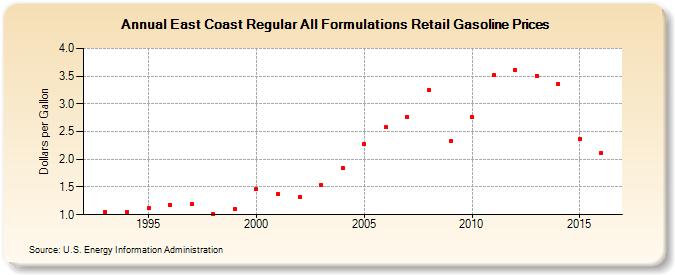 Annual East Coast Regular All Formulations Retail Gasoline Prices
Dollars per Gallon
4.0
3.5
3.0
2.5
2.0
1.5
1.0
1995 2000 2005 2010 2015
Source: U.S. Energy Information Administration